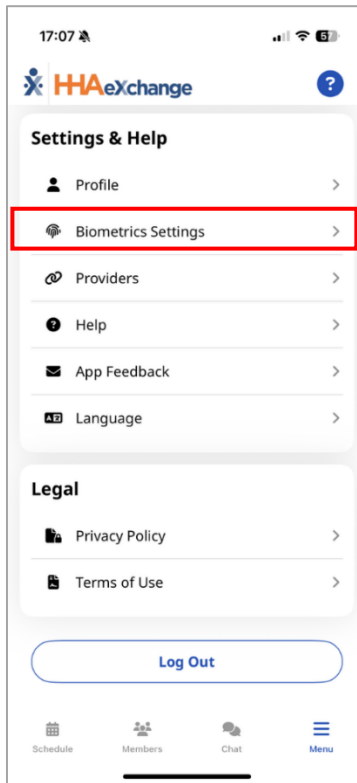 17:07
HHAeXchange
?
Settings & Help
Profile
Biometrics Settings
Providers
Help
App Feedback
Language
Legal
Privacy Policy
Terms of Use
Log Out
Schedule Members Chat Menu